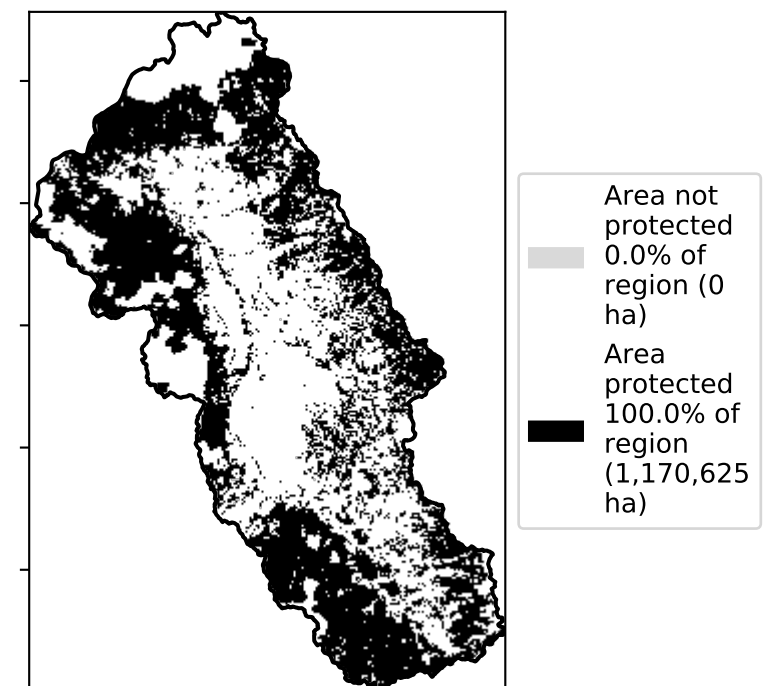 Area not
protected
0.0% of
region (0
ha)
Area
protected
100.0% of
region
(1,170,625
ha)